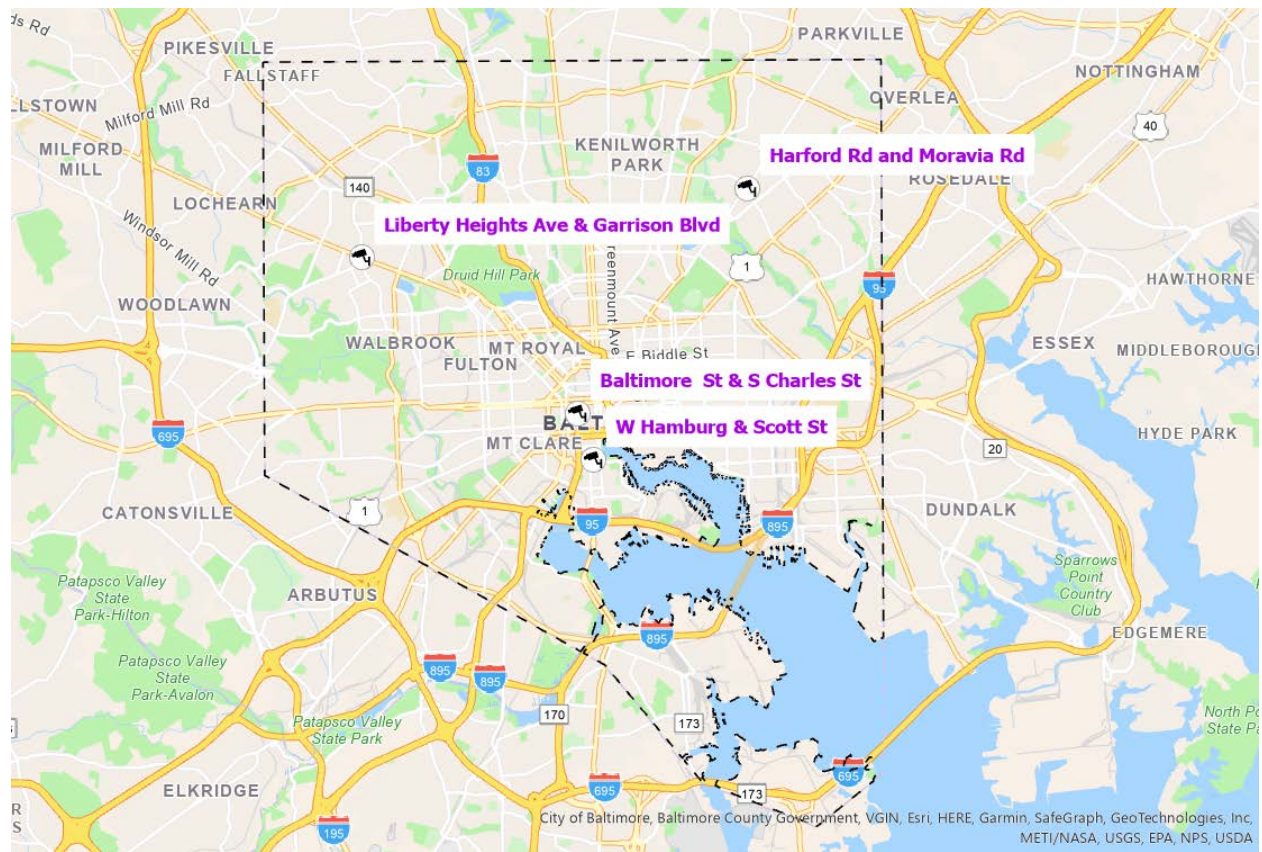 ds Rd
PIKESVILLE
PARKVILLE
FALLSTAFF
NOTTINGHAM
LLSTOWN
Milford Mill Rd
OVERLEA
40
MILFORD
MILL
KENILWORTH
PARK
Harford Rd and Moravia Rd
83
140
ROSEDALE
LOCHEARN
Liberty Heights Ave & Garrison Blvd
Windsor Mill Rd
reenmount Ave
1
Druid Hill Park
95
HAWTHORNE
WOODLAWN
WALBROOK
MT ROYAL
FULTON
E Biddle St
ESSEX
MIDDLEBOROUG
Baltimore St & S Charles St
BALT
W Hamburg & Scott St
695
MT CLARE
HYDE PARK
20
CATONSVILLE
1
95
895
DUNDALK
Patapsco Valley
State
Park-Hilton
Sparrows
Point
Country
Club
ARBUTUS
895
EDGEMERE
Patapsco Valley
State
Park-Avalon
895
895
Patapsco Valley
State Park
170
173
North Po
State Pa
ELKRIDGE
695
173
695
R
S
195
City of Baltimore, Baltimore County Government, VGIN, Esri, HERE, Garmin, SafeGraph, GeoTechnologies, Inc,
METI/NASA, USGS, EPA, NPS, USDA